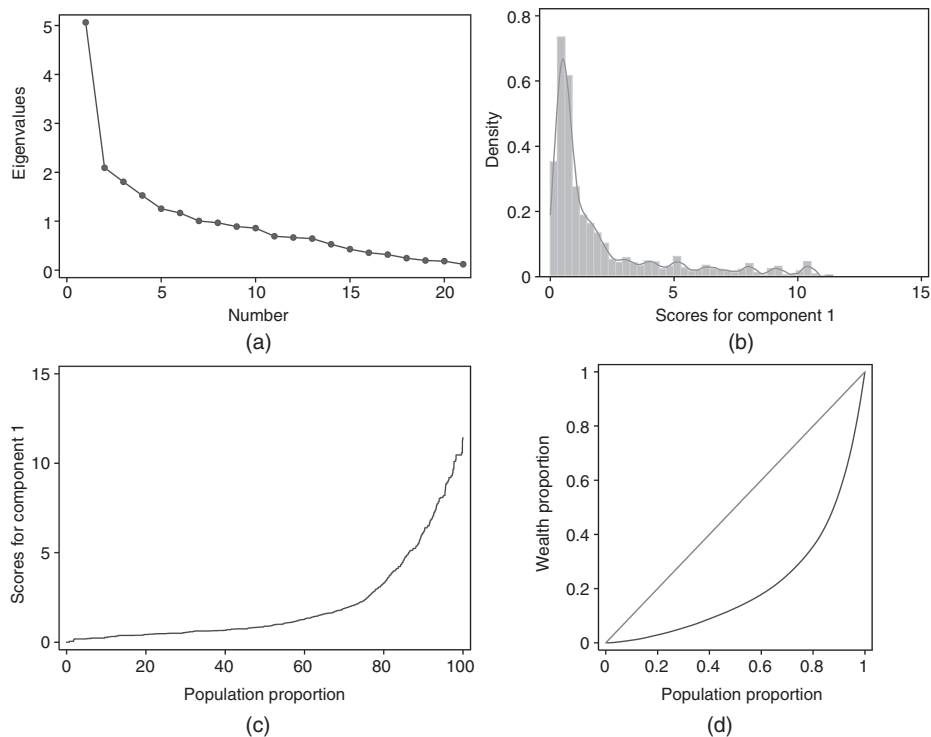 5
4
3
2
1
0
Eigenvalues
0 5 10 15 20
Number
(a)
0.8
0.6
0.4
0.2
0
Density
0 5 10 15
Scores for component 1
(b)
15
10
5
0
Scores for component 1
0 20 40 60 80 100
Population proportion
(c)
1
0.8
0.6
0.4
0.2
0
Wealth proportion
0 0.2 0.4 0.6 0.8 1
Population proportion
(d)